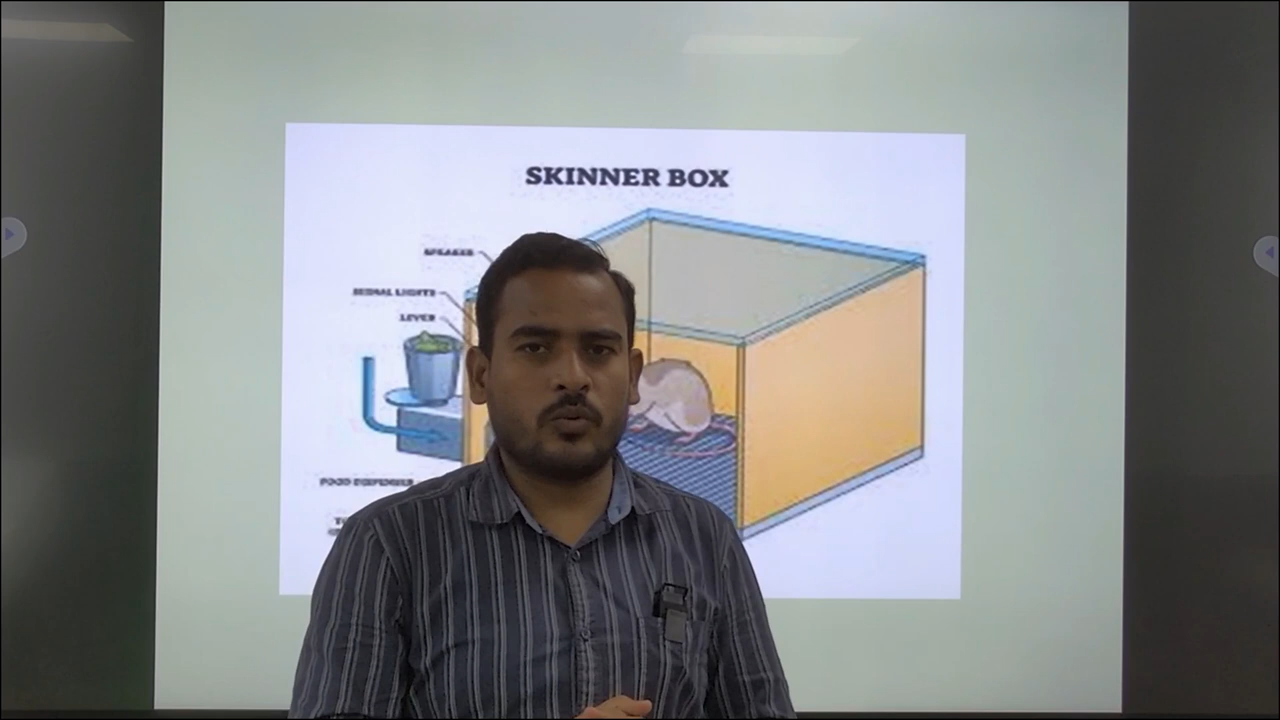 SKINNER BOX
SPEAKER
SIGNAL LIGHTS
LEVER
FOOD DISPENSER